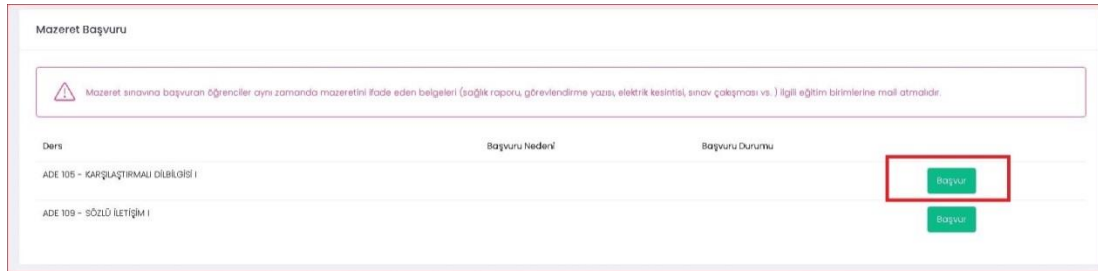 Mazeret Başvuru
Mazeret sınavına başvuran öğrenciler aynı zamanda mazeretini ifade eden belgeleri (sağlık raporu, görevlendirme yazısı, elektrik kesintisi, sınav çakışması vs. ) ilgili eğitim birimlerine mail atmalıdır.
Ders Başvuru Nedeni Başvuru Durumu
ADE 105 - KARŞILAŞTIRMALI DİLBİLGİSİ I Başvur
ADE 109 - SÖZLÜ İLETİŞİM I Başvur